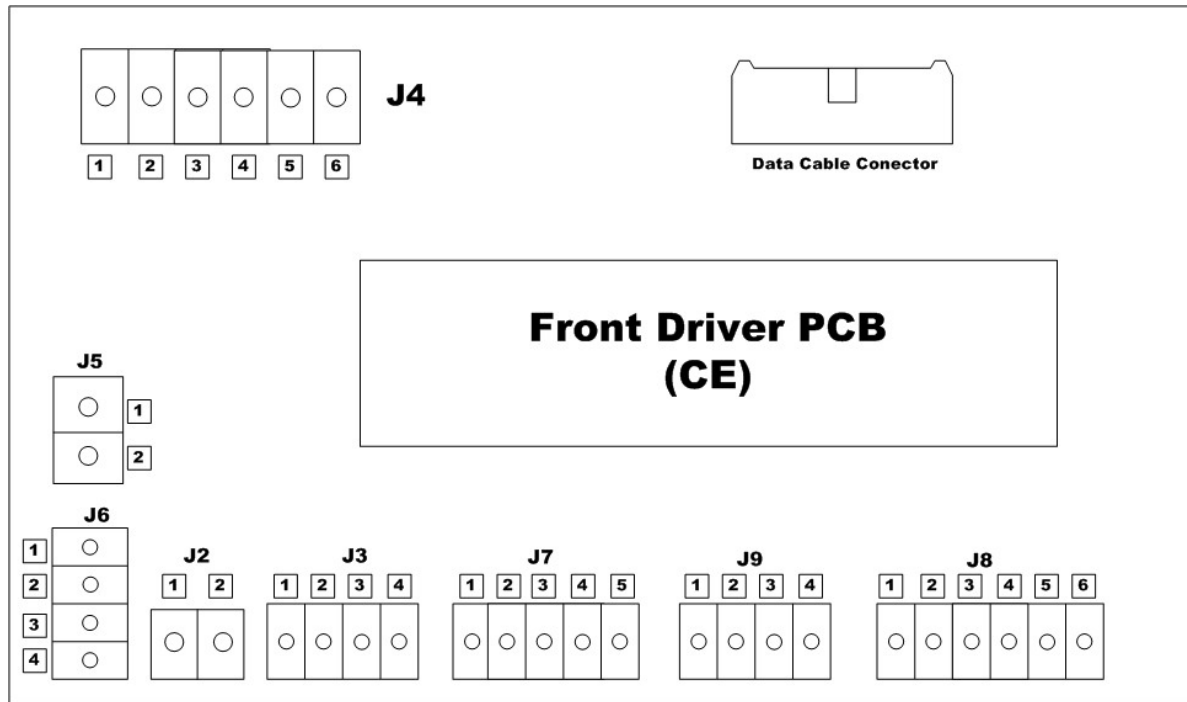 J4
1 2 3 4 5 6
Data Cable Conector
Front Driver PCB
(CE)
J5
1
2
J6
1
2
3
4
J2
1 2
J3
1 2 3 4
J7
1 2 3 4 5
J9
1 2 3 4
J8
1 2 3 4 5 6